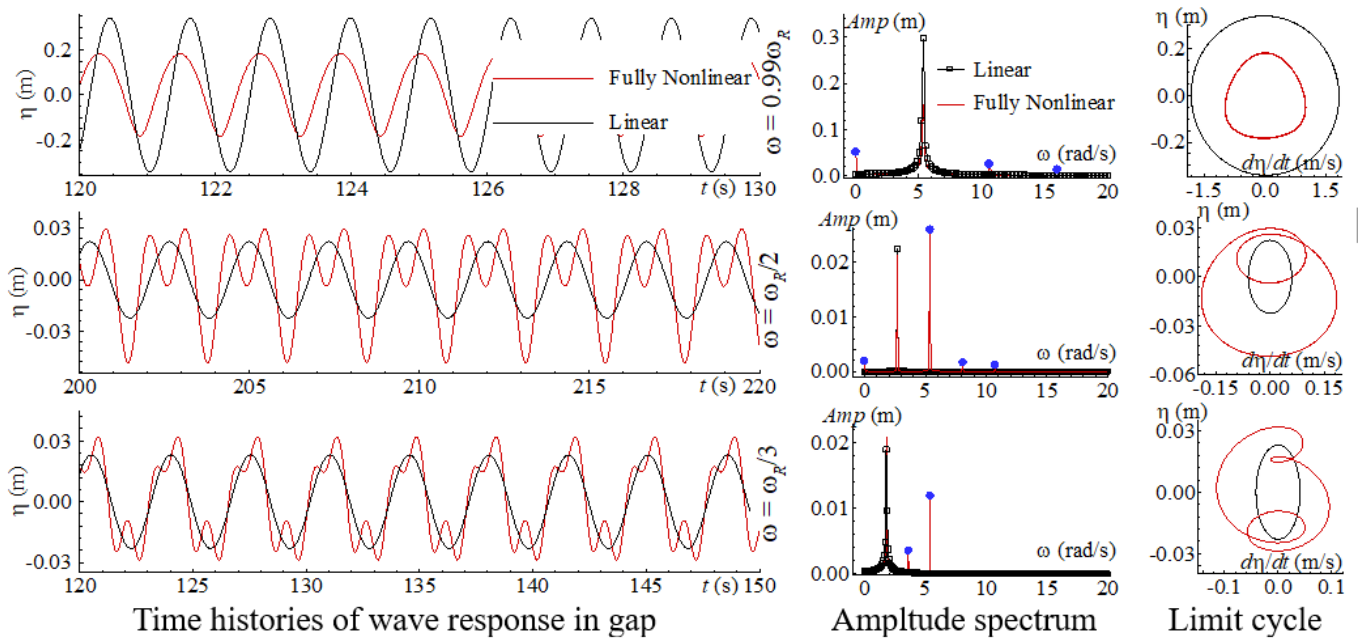 η (m)
0.2
0.0
-0.2
120
122
124
126
128
130
t (s)
Fully Nonlinear
Linear
ω = 0.99ω_R
Amp (m)
0.3
0.2
0.1
0.0
0
5
10
15
20
ω (rad/s)
Linear
Fully Nonlinear
η (m)
0.2
0.0
-0.2
-1.5
0.0
1.5
dη/dt (m/s)
η (m)
0.03
0.00
-0.03
200
205
210
215
220
t (s)
ω = ω_R/2
Amp (m)
0.02
0.01
0.00
0
5
10
15
20
ω (rad/s)
η (m)
0.03
0.00
-0.03
-0.06
-0.15
0.00
0.15
dη/dt (m/s)
η (m)
0.03
0.00
-0.03
120
125
130
135
140
145
150
t (s)
ω = ω_R/3
Amp (m)
0.02
0.01
0.00
0
5
10
15
20
ω (rad/s)
η (m)
0.03
0.00
-0.03
-0.1
0.0
0.1
dη/dt (m/s)
Time histories of wave response in gap
Ampltude spectrum
Limit cycle